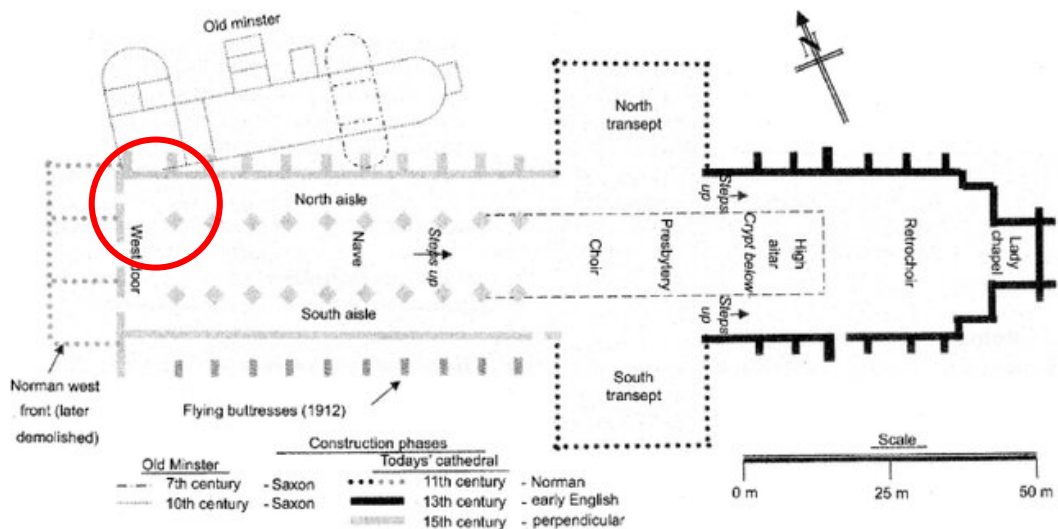 Old minster
N
North
transept
North aisle
Steps
up
West door
Nave
Steps up
Choir
Presbytery
Crypt below
High
aitar
Retrochoir
Lady
chapel
South aisle
Steps
up
Norman west
front (later
demolished)
Flying buttresses (1912)
South
transept
Construction phases
Old Minster
7th century - Saxon
10th century - Saxon
Todays' cathedral
11th century - Norman
13th century - early English
15th century - perpendicular
Scale
0 m 25 m 50 m